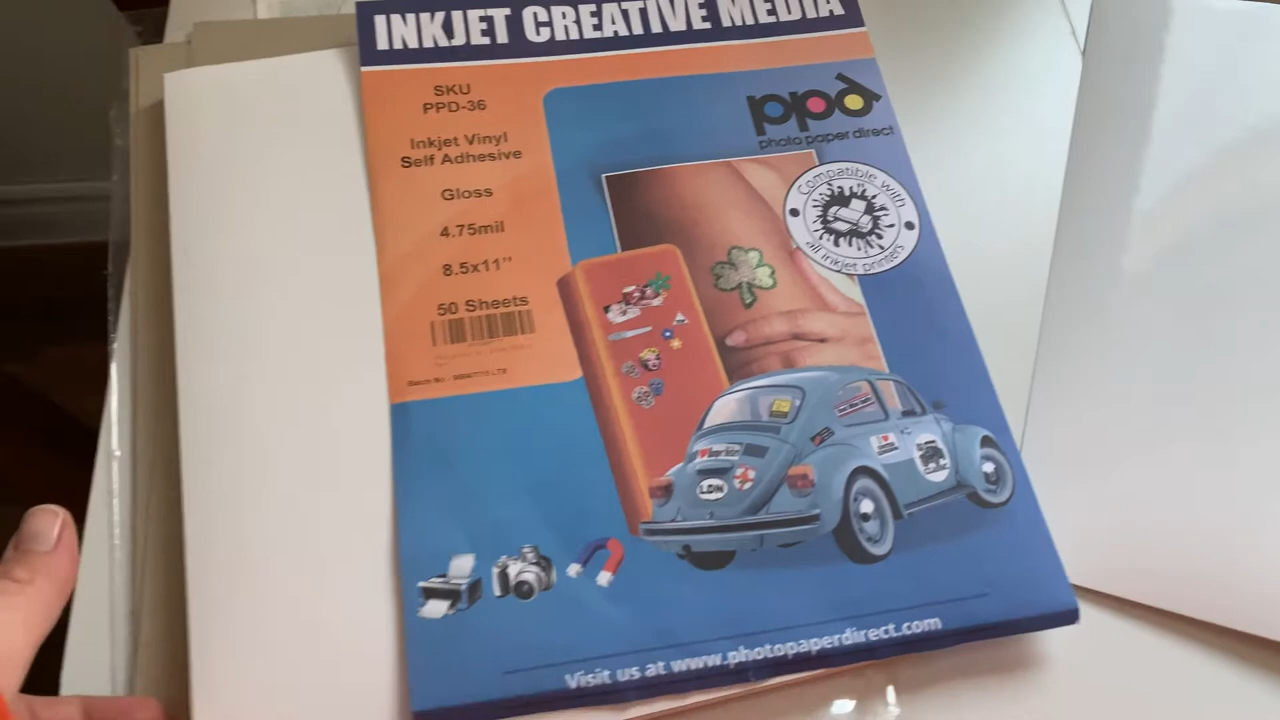 INKJET CREATIVE MEDIA
SKU
PPD-36
Inkjet Vinyl
Self Adhesive
Gloss
4.75mil
8.5x11"
50 Sheets
ppd
photo paper direct
Compatible with
all inkjet printers
LDN
Visit us at www.photopaperdirect.com